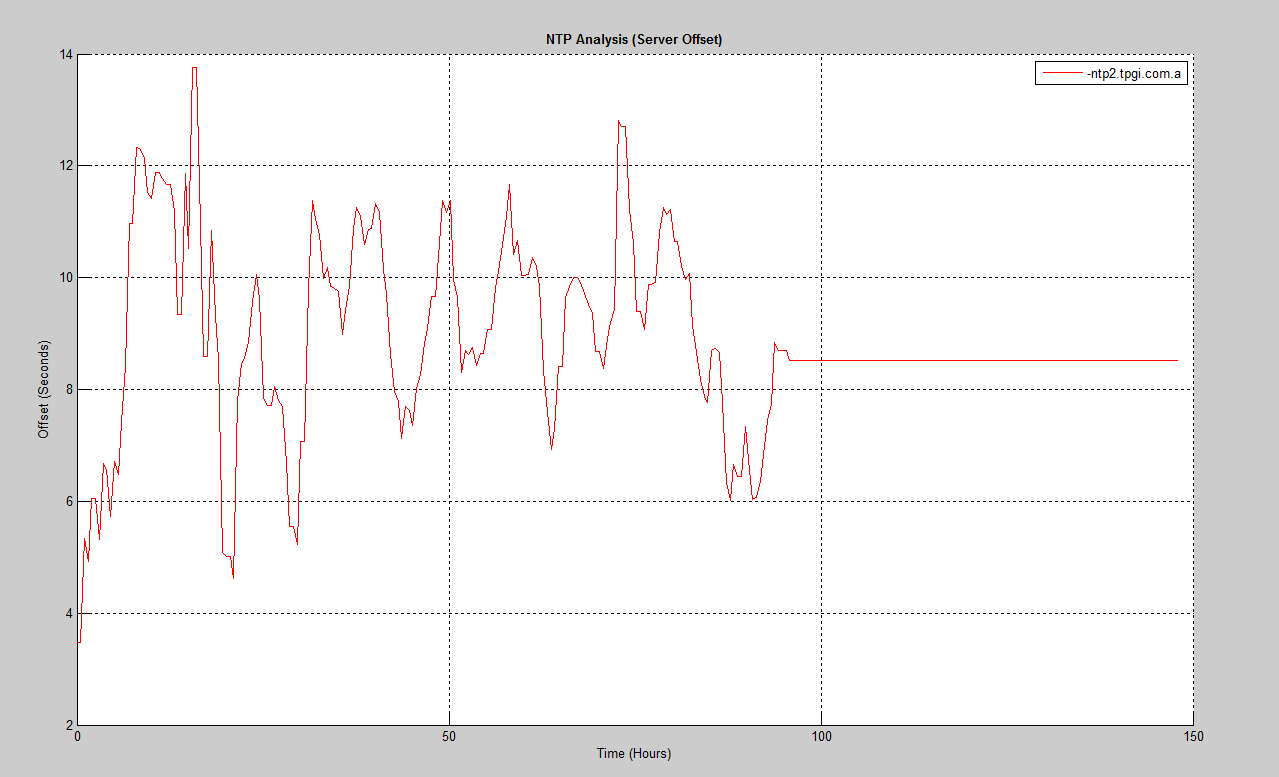 NTP Analysis (Server Offset)
-ntp2.tpgi.com.a
14
12
10
8
6
4
2
Offset (Seconds)
0
50
100
150
Time (Hours)